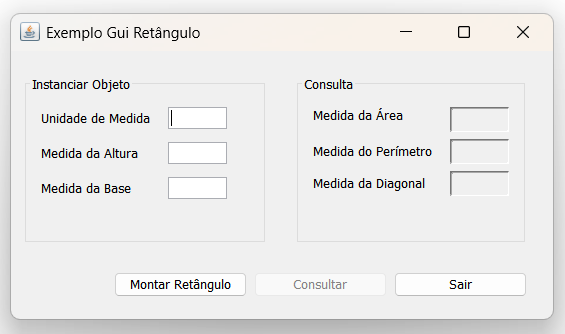 Exemplo Gui Retângulo
Instanciar Objeto
Unidade de Medida
Medida da Altura
Medida da Base
Consulta
Medida da Área
Medida do Perímetro
Medida da Diagonal
Montar Retângulo
Consultar
Sair